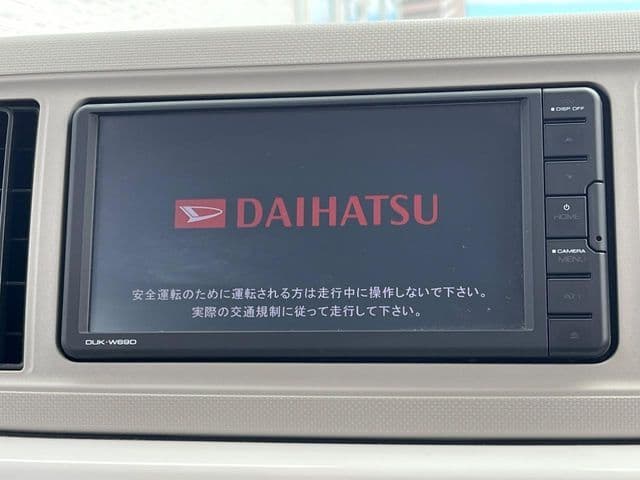 DISP OFF
DAIHATSU
HOME
CAMERA
MENU
安全運転のために運転される方は走行中に操作しないで下さい。
実際の交通規制に従って走行して下さい。
DUK-W69D